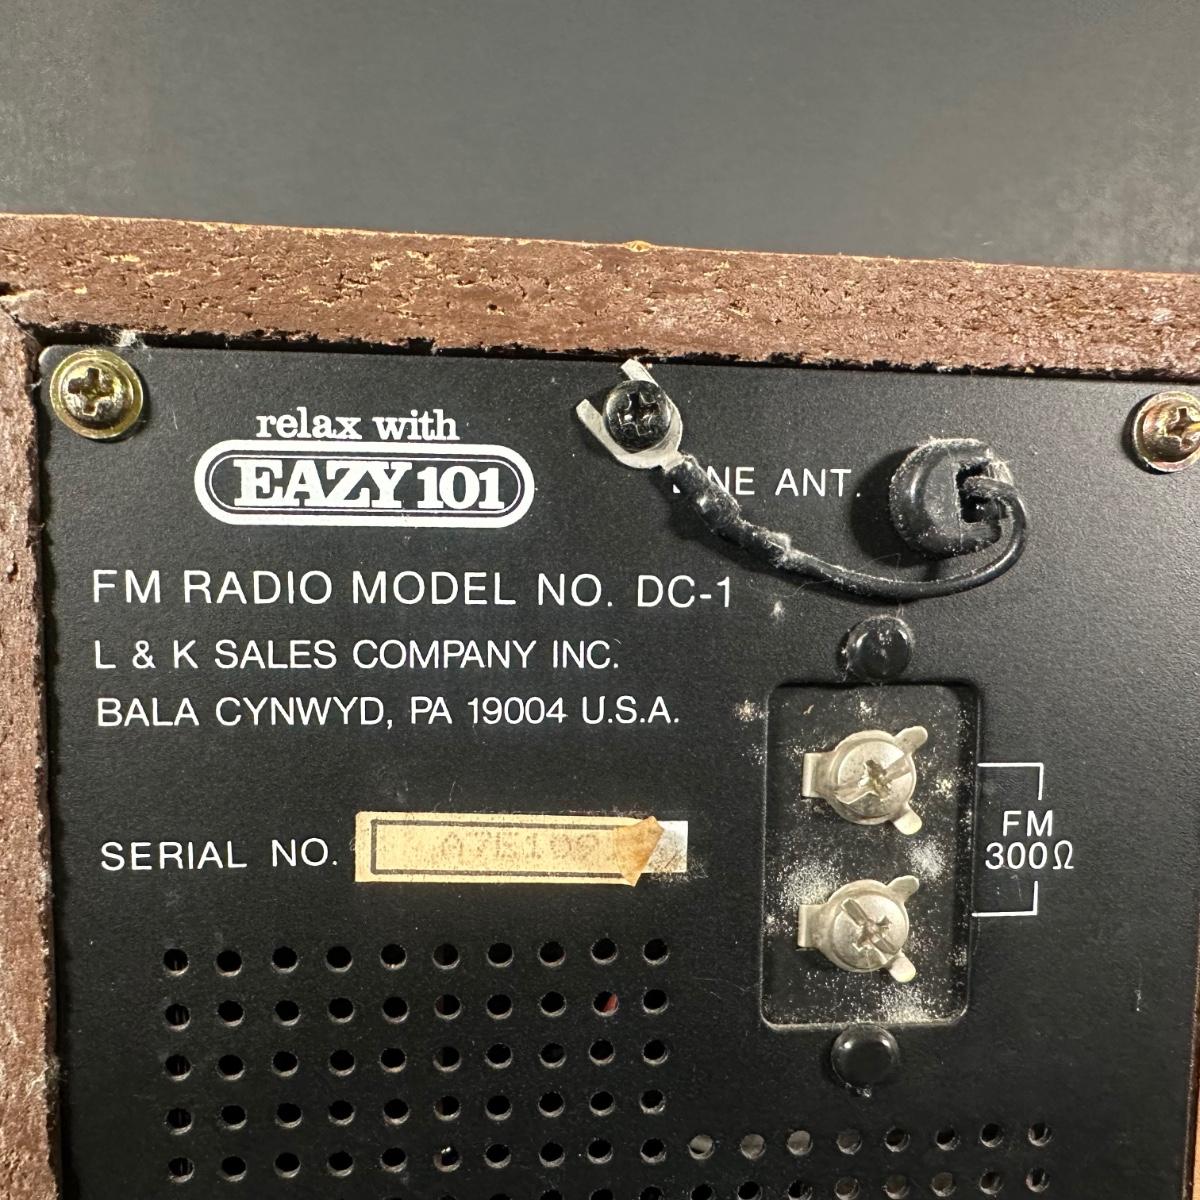 relax with
EAZY 101
ANT.
FM RADIO MODEL NO. DC-1
L & K SALES COMPANY INC.
BALA CYNWYD, PA 19004 U.S.A.
SERIAL NO.
FM
300Ω